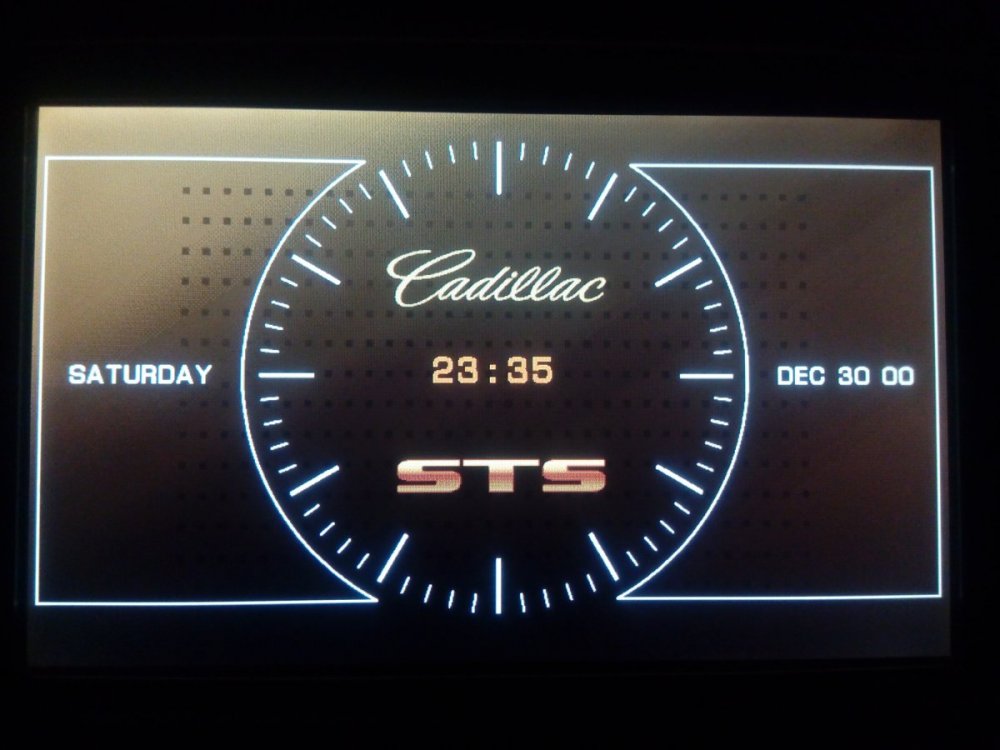 Cadillac
SATURDAY
23:35
DEC 30 00
STS